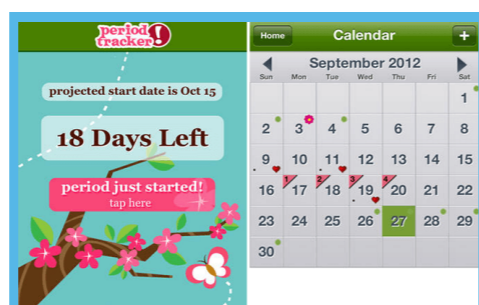 period
tracker!
projected start date is Oct 15
18 Days Left
period just started!
tap here
Home Calendar +
September 2012
Sun Mon Tue Wed Thu Fri Sat
1
2 3 4 5 6 7 8
9 10 11 12 13 14 15
1 2 3 4
16 17 18 19 20 21 22
23 24 25 26 27 28 29
30